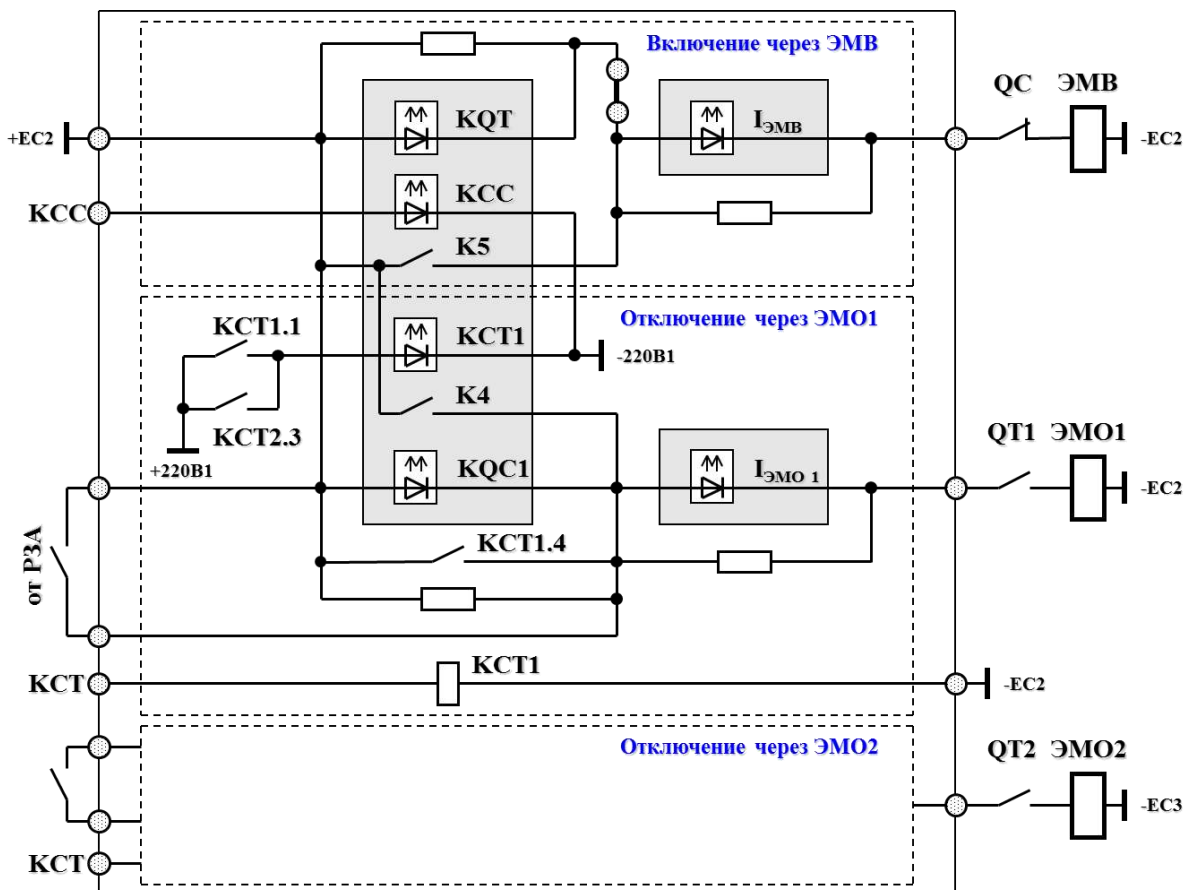 Включение через ЭМВ
QC ЭМВ
KQT
IЭМВ
+EC2
-EC2
KCC
KCC
K5
Отключение через ЭМО1
KCT1.1
KCT1
-220В1
K4
KCT2.3
+220В1
QT1 ЭМО1
KQC1
IЭМО 1
-EC2
KCT1.4
от РЗА
KCT1
KCT
-EC2
Отключение через ЭМО2
QT2 ЭМО2
-EC3
KCT